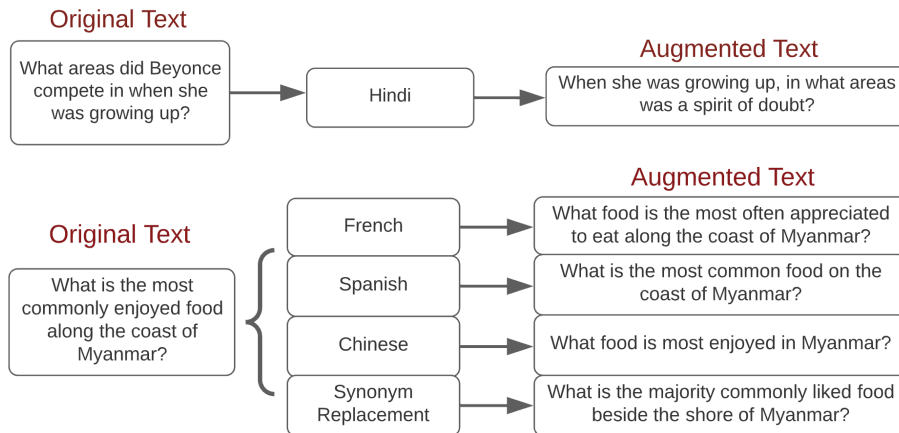 Original Text
What areas did Beyonce
compete in when she
was growing up?
Hindi
Augmented Text
When she was growing up, in what areas
was a spirit of doubt?
Original Text
What is the most
commonly enjoyed food
along the coast of
Myanmar?
French
Spanish
Chinese
Synonym
Replacement
Augmented Text
What food is the most often appreciated
to eat along the coast of Myanmar?
What is the most common food on the
coast of Myanmar?
What food is most enjoyed in Myanmar?
What is the majority commonly liked food
beside the shore of Myanmar?